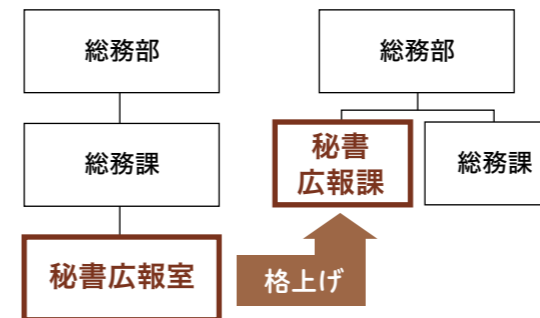 総務部
総務課
秘書広報室
総務部
秘書
広報課
総務課
格上げ